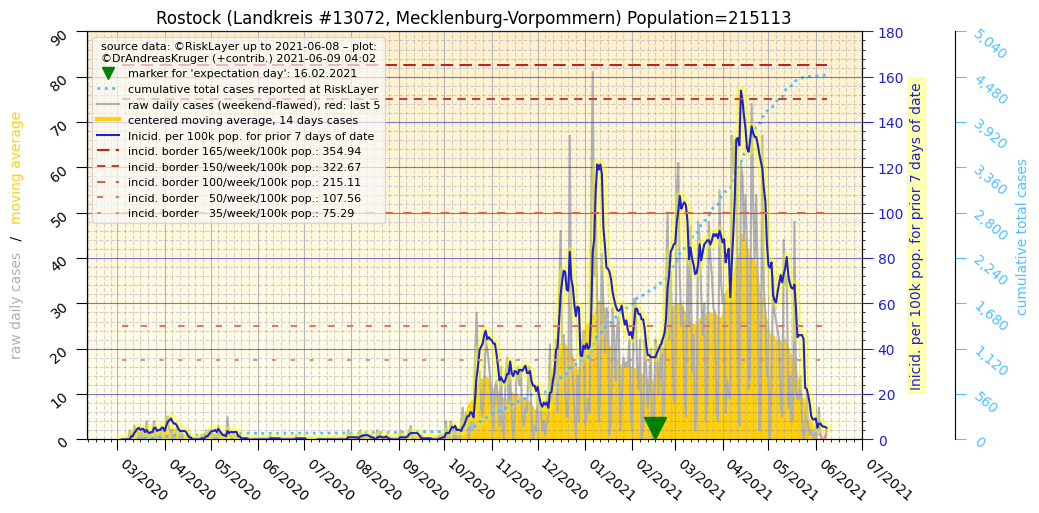 Rostock (Landkreis #13072, Mecklenburg-Vorpommern) Population=215113
source data: ©RiskLayer up to 2021-06-08 – plot:
©DrAndreasKruger (+contrib.) 2021-06-09 04:02
marker for 'expectation day': 16.02.2021
cumulative total cases reported at RiskLayer
raw daily cases (weekend-flawed), red: last 5
centered moving average, 14 days cases
Inicid. per 100k pop. for prior 7 days of date
incid. border 165/week/100k pop.: 354.94
incid. border 150/week/100k pop.: 322.67
incid. border 100/week/100k pop.: 215.11
incid. border   50/week/100k pop.: 107.56
incid. border   35/week/100k pop.: 75.29
raw daily cases / moving average
90
80
70
60
50
40
30
20
10
0
180
160
140
120
100
80
60
40
20
0
Inicid. per 100k pop. for prior 7 days of date
5,040
4,480
3,920
3,360
2,800
2,240
1,680
1,120
560
0
cumulative total cases
03/2020
04/2020
05/2020
06/2020
07/2020
08/2020
09/2020
10/2020
11/2020
12/2020
01/2021
02/2021
03/2021
04/2021
05/2021
06/2021
07/2021